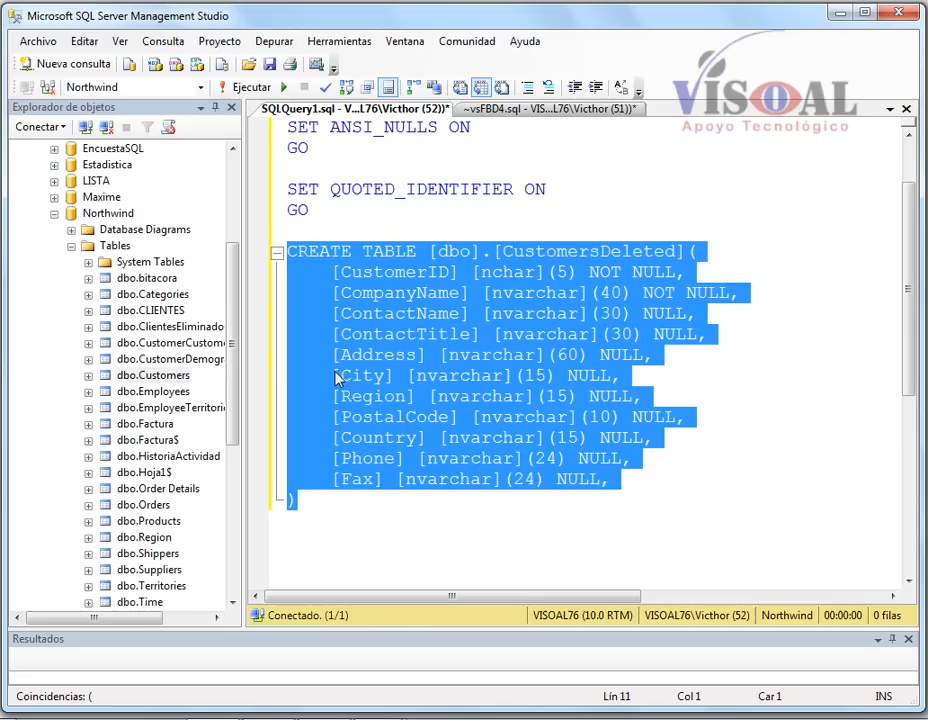 Microsoft SQL Server Management Studio
Archivo Editar Ver Consulta Proyecto Depurar Herramientas Ventana Comunidad Ayuda
Nueva consulta
Northwind
Ejecutar
VISOAL
Apoyo Tecnológico
Explorador de objetos
Conectar
EncuestaSQL
Estadistica
LISTA
Maxime
Northwind
Database Diagrams
Tables
System Tables
dbo.bitacora
dbo.Categories
dbo.CLIENTES
dbo.ClientesEliminado
dbo.CustomerCustome
dbo.CustomerDemogr
dbo.Customers
dbo.Employees
dbo.EmployeeTerritori
dbo.Factura
dbo.Factura$
dbo.HistoriaActividad
dbo.Hoja1$
dbo.Order Details
dbo.Orders
dbo.Products
dbo.Region
dbo.Shippers
dbo.Suppliers
dbo.Territories
dbo.Time
SQLQuery1.sql - V...L76\Victhor (52))* ~vsFBD4.sql - VIS...L76\Victhor (51))*
SET ANSI_NULLS ON
GO
SET QUOTED_IDENTIFIER ON
GO
CREATE TABLE [dbo].[CustomersDeleted](
[CustomerID] [nchar](5) NOT NULL,
[CompanyName] [nvarchar](40) NOT NULL,
[ContactName] [nvarchar](30) NULL,
[ContactTitle] [nvarchar](30) NULL,
[Address] [nvarchar](60) NULL,
[City] [nvarchar](15) NULL,
[Region] [nvarchar](15) NULL,
[PostalCode] [nvarchar](10) NULL,
[Country] [nvarchar](15) NULL,
[Phone] [nvarchar](24) NULL,
[Fax] [nvarchar](24) NULL,
)
Conectado. (1/1) VISOAL76 (10.0 RTM) VISOAL76\Victhor (52) Northwind 00:00:00 0 filas
Resultados
Coincidencias: ( Lín 11 Col 1 Car 1 INS